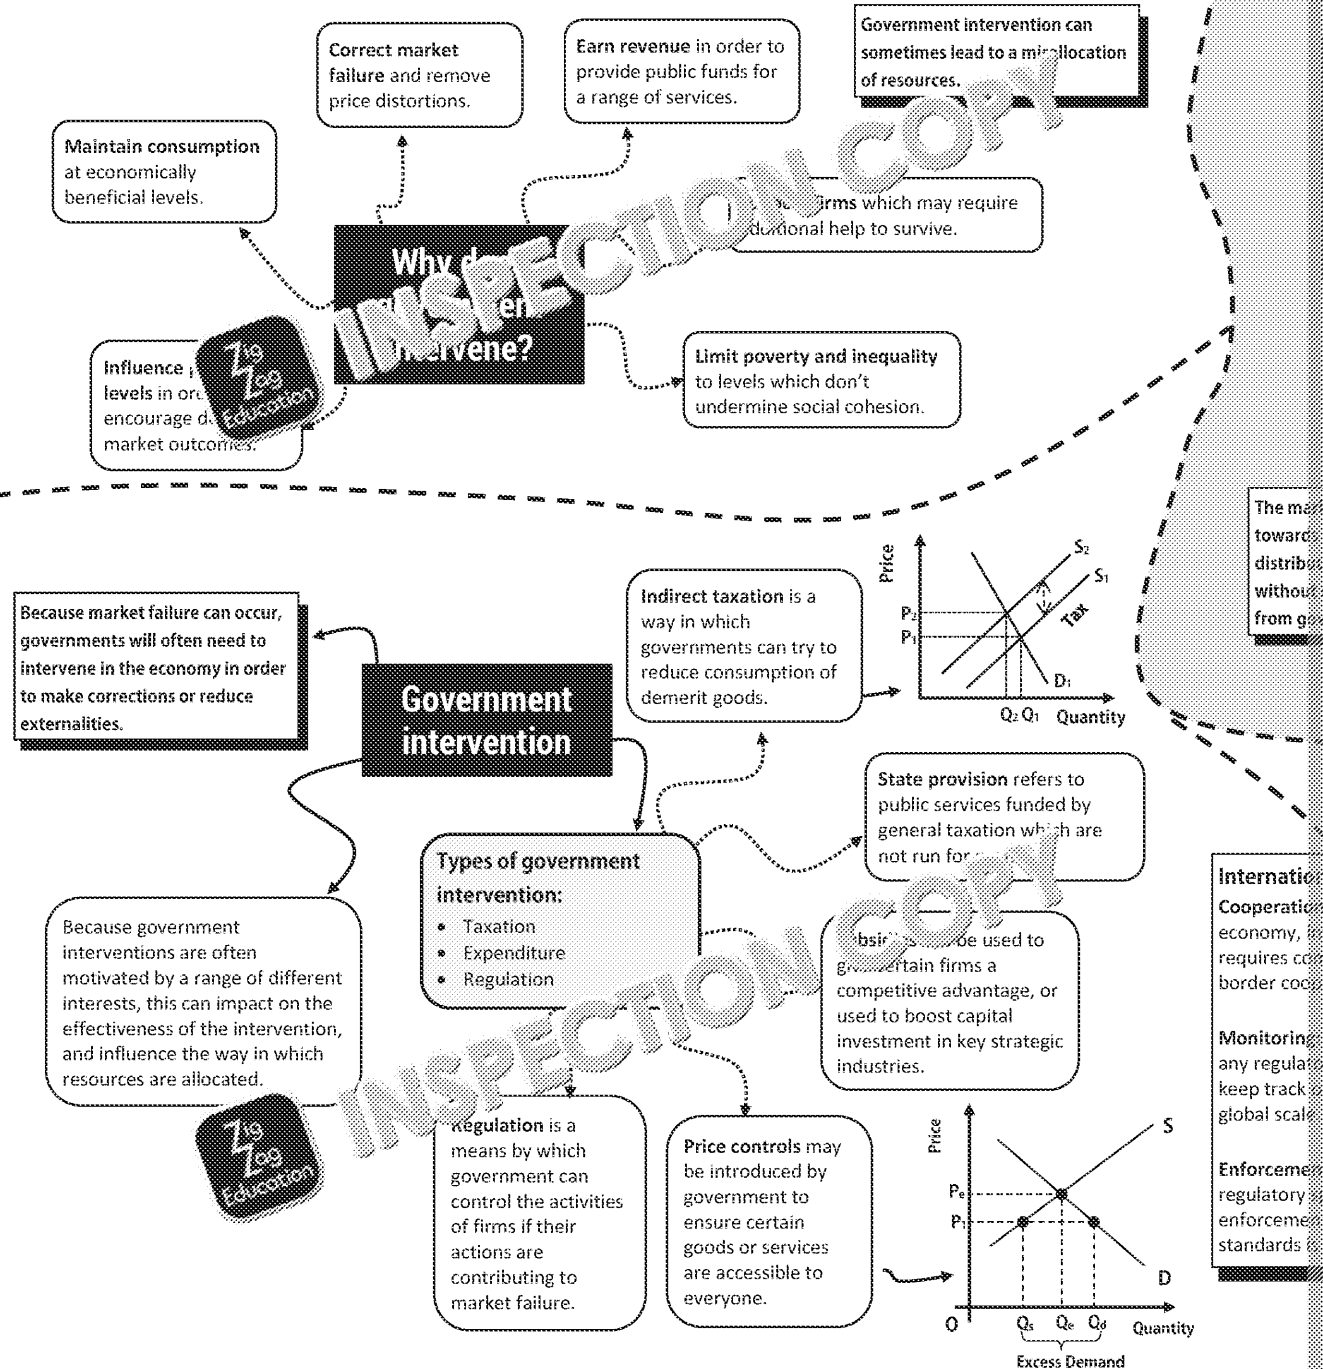 Correct market
failure and remove
price distortions.
Earn revenue in order to
provide public funds for
a range of services.
Government intervention can
sometimes lead to a misallocation
of resources.
Maintain consumption
at economically
beneficial levels.
firms which may require
additional help to survive.
Why
intervene?
Limit poverty and inequality
to levels which don't
undermine social cohesion.
Influence
levels in
encourage
market outcomes.
Zig
Zag
Education
INSPECTION COPY
Because market failure can occur,
governments will often need to
intervene in the economy in order
to make corrections or reduce
externalities.
Government
intervention
Indirect taxation is a
way in which
governments can try to
reduce consumption of
demerit goods.
Price
S2
S1
Tax
P2
P1
D1
Q2 Q1 Quantity
The
distrib
from
State provision refers to
public services funded by
general taxation which are
not run for
Types of government
intervention:
• Taxation
• Expenditure
• Regulation
Because government
interventions are often
motivated by a range of different
interests, this can impact on the
effectiveness of the intervention,
and influence the way in which
resources are allocated.
Subsidies be used to
give certain firms a
competitive advantage, or
used to boost capital
investment in key strategic
industries.
Regulation is a
means by which
government can
control the activities
of firms if their
actions are
contributing to
market failure.
Price controls may
be introduced by
government to
ensure certain
goods or services
are accessible to
everyone.
Price
S
Pe
P1
D
O
Qs Qe Qd Quantity
Excess Demand
Zig
Zag
Education
INSPECTION COPY
Internatio
Cooperatio
economy,
requires
border
Monitoring
any regula
keep track
global scale
Enforceme
regulatory
enforceme
standards